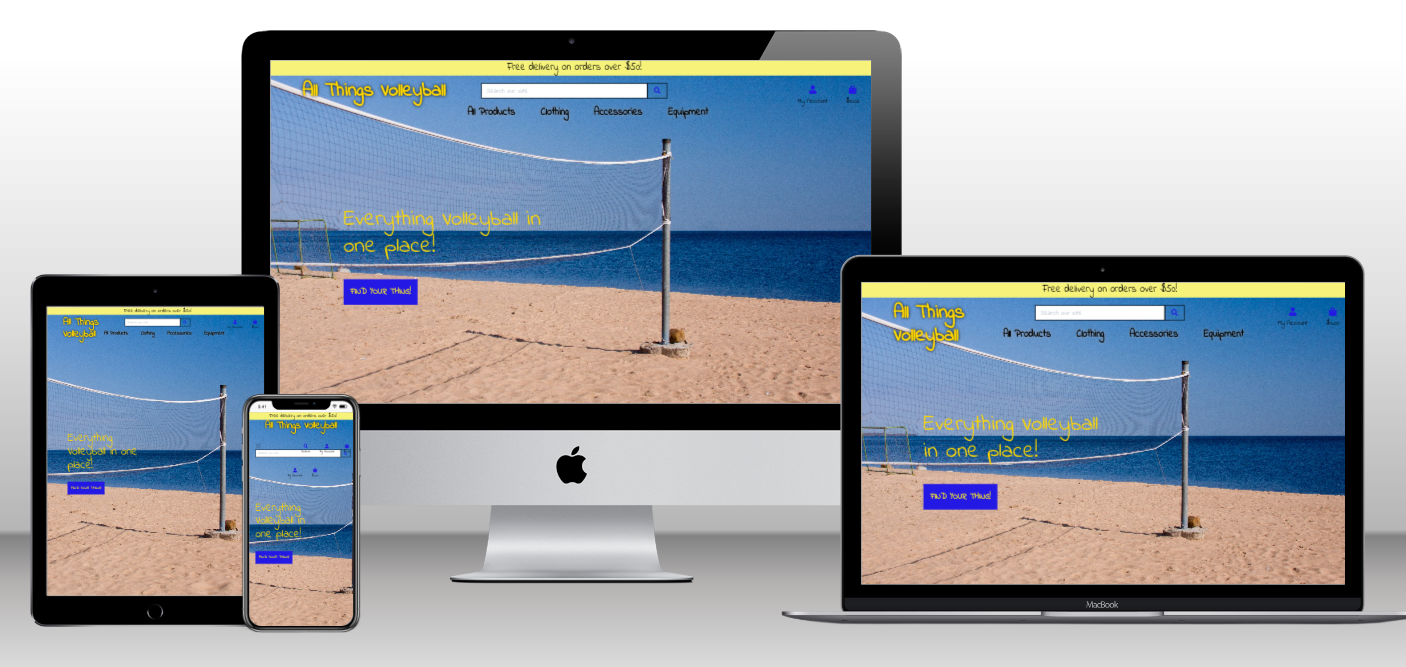 Free delivery on orders over $50!
All Things Volleyball
Search our site
My Account
$0.00
All Products Clothing Accessories Equipment
Everything Volleyball in
one place!
FIND YOUR THING!
Free delivery on orders over $50!
All Things
Volleyball
Search our site
My Account
$0.00
All Products Clothing Accessories Equipment
Everything Volleyball
in one place!
FIND YOUR THING!
MacBook
Free delivery on orders over $50!
All Things
Volleyball
All Products Clothing Accessories Equipment
Everything
Volleyball in one
place!
FIND YOUR THING!
Free delivery on orders over $50!
All Things Volleyball
My Account
My Account
Everything
Volleyball in
one place!
FIND YOUR THING!